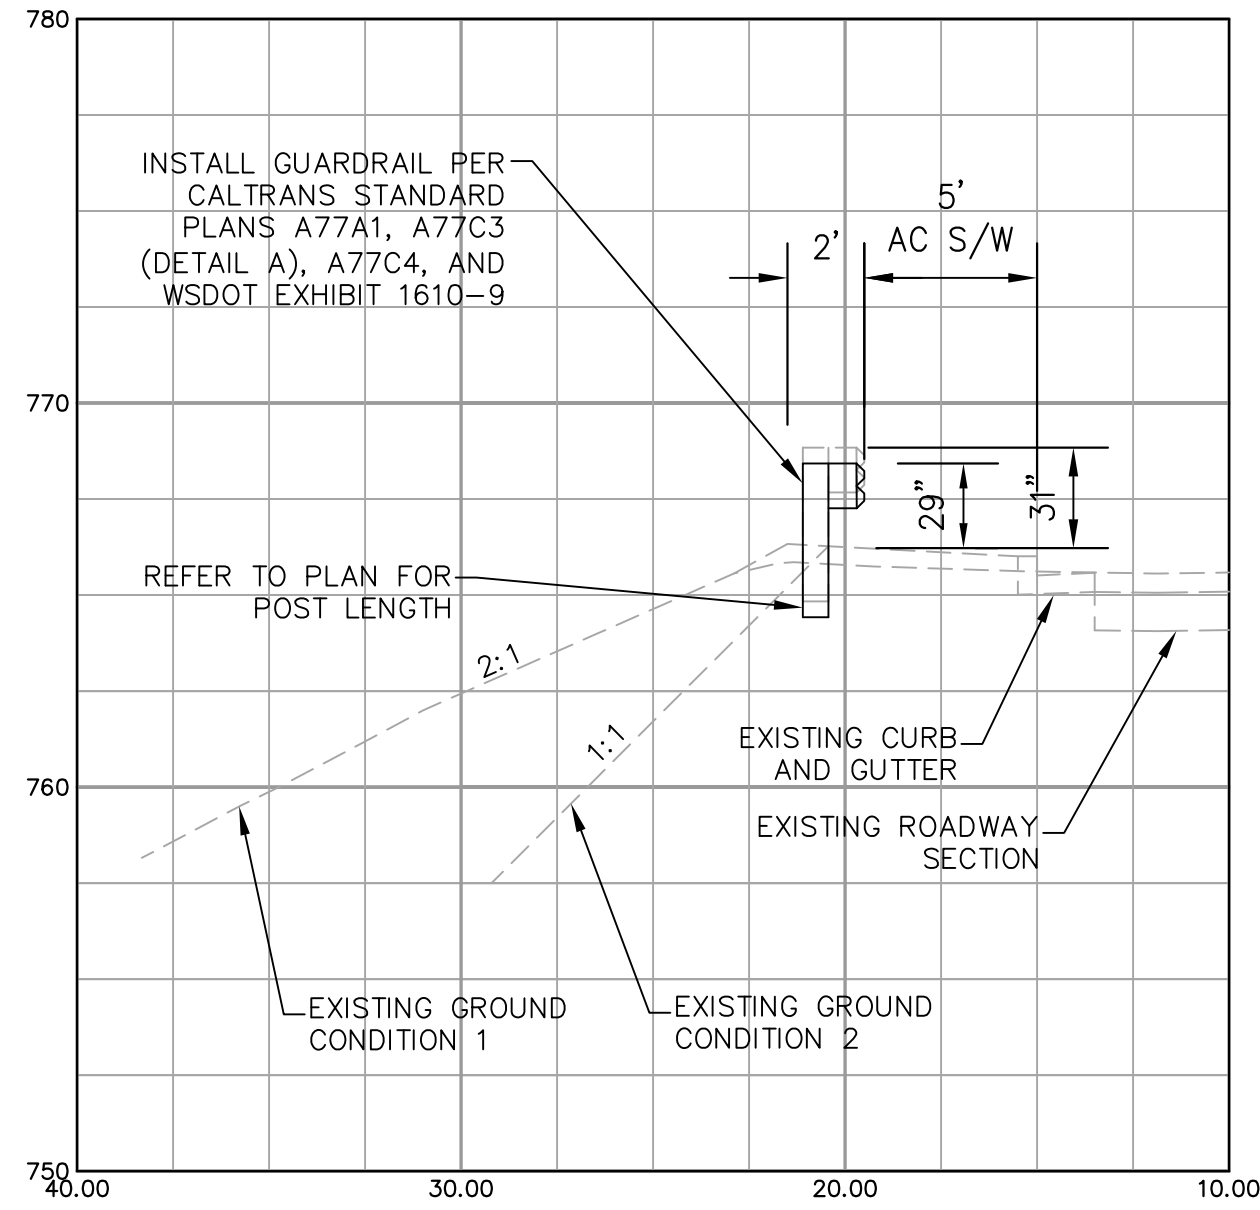 780
INSTALL GUARDRAIL PER
CALTRANS STANDARD
PLANS A77A1, A77C3
(DETAIL A), A77C4, AND
WSDOT EXHIBIT 1610-9
5'
2'
AC S/W
770
29"
31"
REFER TO PLAN FOR
POST LENGTH
2:1
1:1
EXISTING CURB
AND GUTTER
760
EXISTING ROADWAY
SECTION
EXISTING GROUND
CONDITION 1
EXISTING GROUND
CONDITION 2
750
40.00
30.00
20.00
10.00